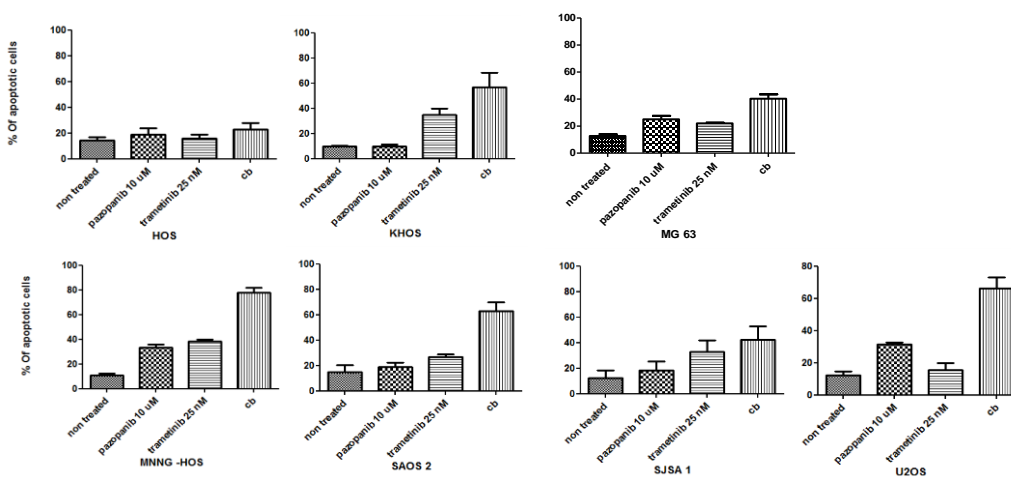 % Of apoptotic cells
100
80
60
40
20
0
non treated
pazopanib 10 uM
trametinib 25 nM
cb
HOS
100
80
60
40
20
0
non treated
pazopanib 10 uM
trametinib 25 nM
cb
KHOS
100
80
60
40
20
0
non treated
pazopanib 10 uM
trametinib 25 nM
cb
MG 63
% Of apoptotic cells
100
80
60
40
20
0
non treated
pazopanib 10 uM
trametinib 25 nM
cb
MNNG -HOS
100
80
60
40
20
0
non treated
pazopanib 10 uM
trametinib 25 nM
cb
SAOS 2
100
80
60
40
20
0
non treated
pazopanib 10 uM
trametinib 25 nM
cb
SJSA 1
80
60
40
20
0
non treated
pazopanib 10 uM
trametinib 25 nM
cb
U2OS